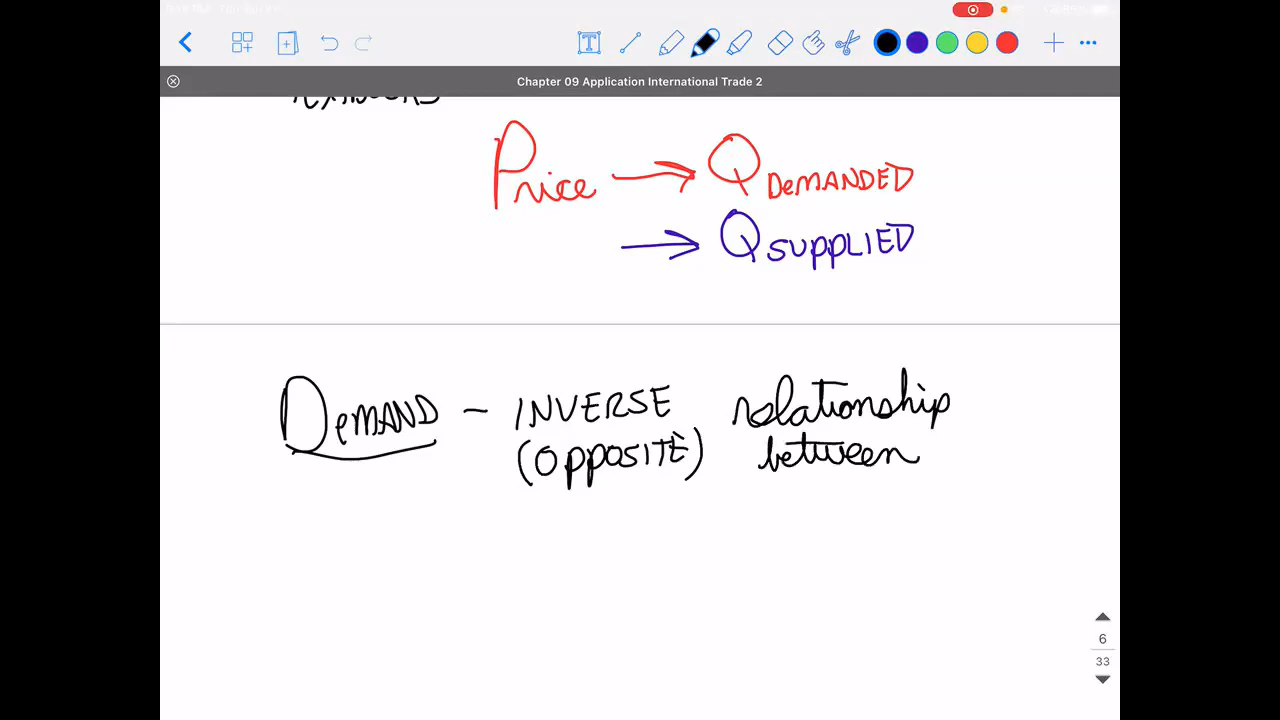 Chapter 09 Application International Trade 2
Price → Q DEMANDED
→ Q SUPPLIED
DEMAND - INVERSE relationship
(OPPOSITE) between
6
33